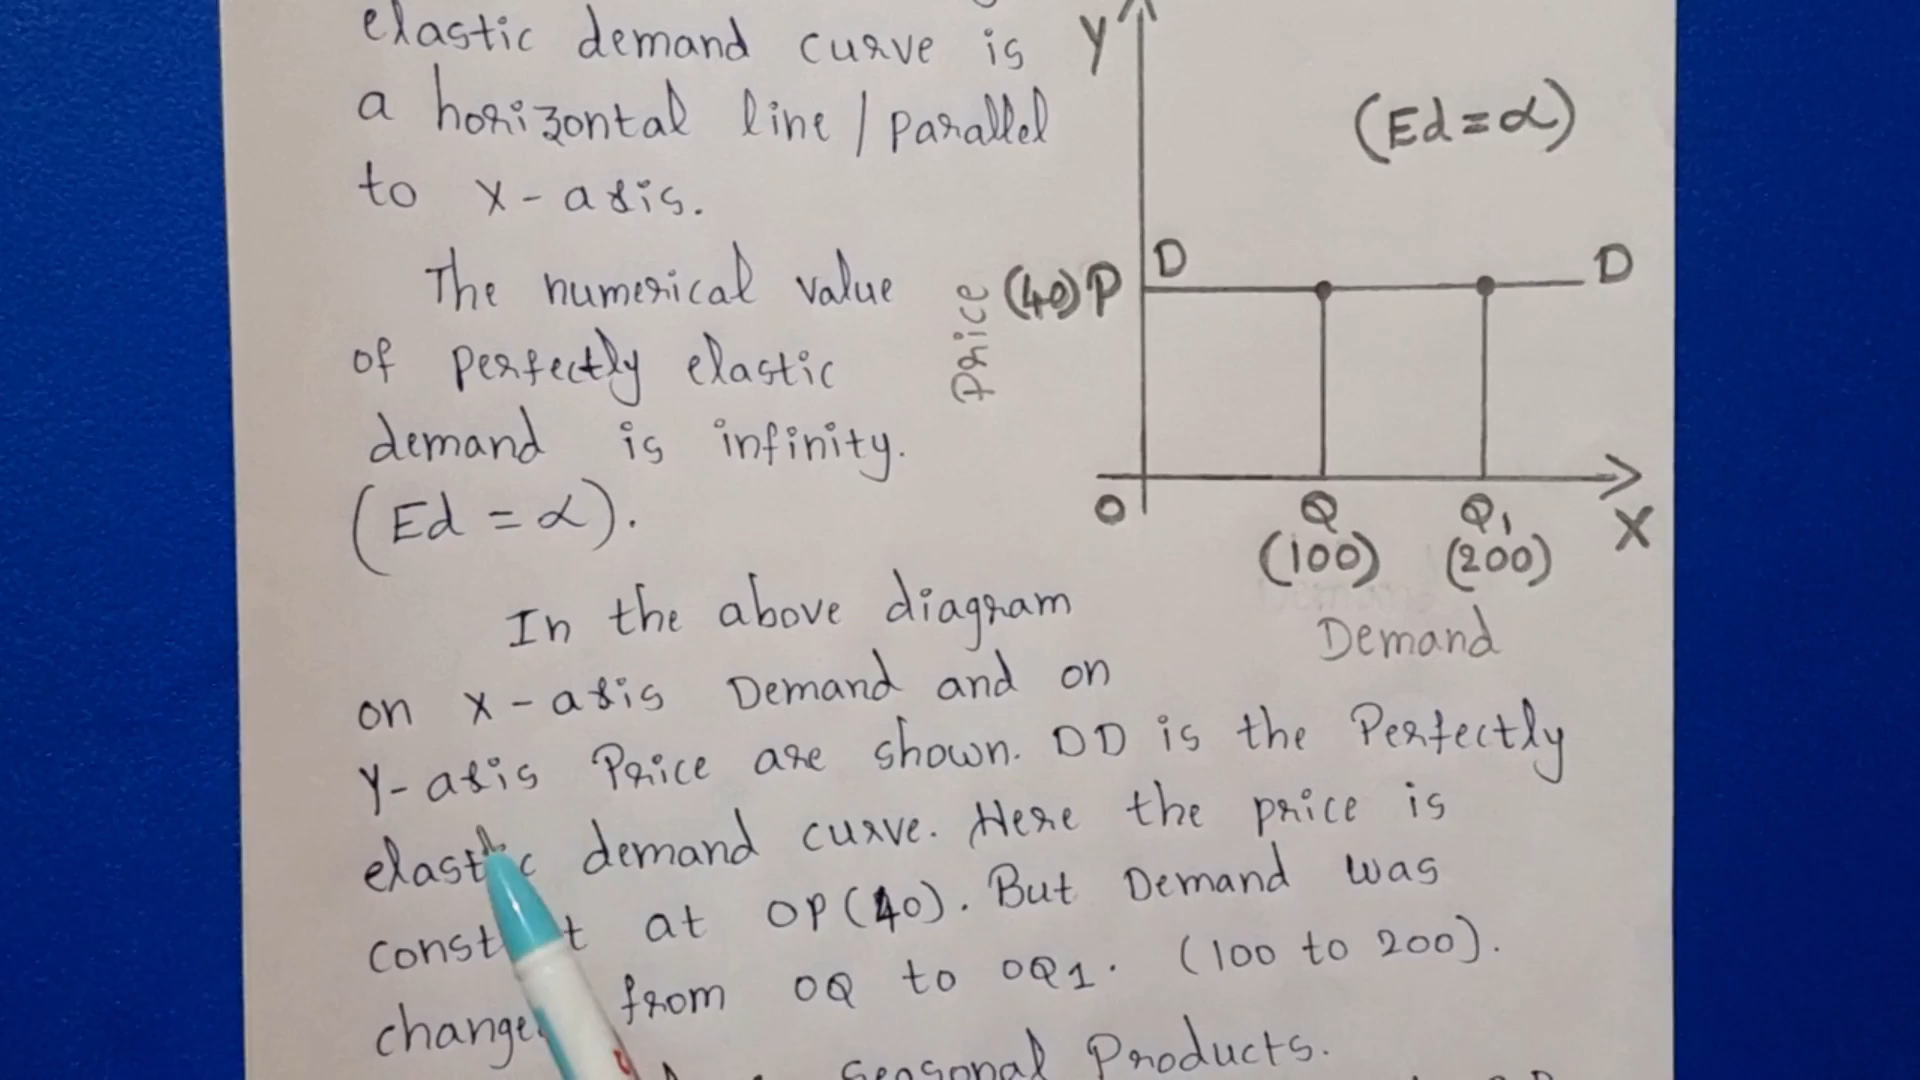 elastic demand curve is
a horizontal line / parallel
to x-axis.
The numerical value
of perfectly elastic
demand is infinity.
(Ed = α).
In the above diagram
on x-axis Demand and on
Y-axis Price are shown. DD is the Perfectly
elastic demand curve. Here the price is
at OP (40). But Demand was
from OQ to OQ1. (100 to 200).
Seasonal Products.
Y
(Ed = α)
D
D
(40) P
Price
O
Q
Q1
X
(100)
(200)
Demand